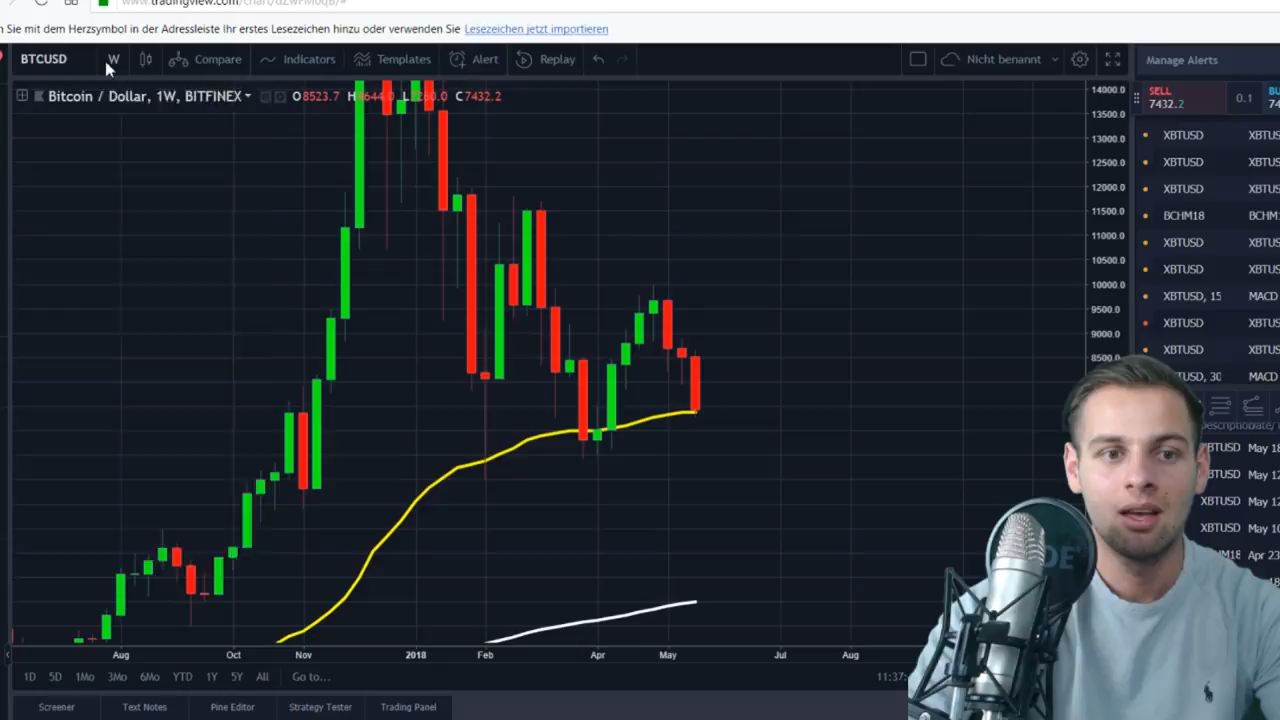 www.tradingview.com/chart/dZwFM0qB/#
n Sie mit dem Herzsymbol in der Adressleiste Ihr erstes Lesezeichen hinzu oder verwenden Sie Lesezeichen jetzt importieren
BTCUSD W Compare Indicators Templates Alert Replay Nicht benannt Manage Alerts
Bitcoin / Dollar, 1W, BITFINEX O8523.7 H8644.0 L7260.0 C7432.2
14000.0
13500.0
13000.0
12500.0
12000.0
11500.0
11000.0
10500.0
10000.0
9500.0
9000.0
8500.0
SELL
7432.2 0.1 BU
74
XBTUSD XBTUS
XBTUSD XBTUS
XBTUSD XBTUS
BCHM18 BCHM
XBTUSD XBTUS
XBTUSD XBTUS
XBTUSD, 15 MACD
XBTUSD XBTUS
XBTUSD XBTUS
USD, 30 MACD
XBTUSD May 18
XBTUSD May 12
XBTUSD May 12
XBTUSD May 10
M18 Apr 23
Aug Oct Nov 2018 Feb Apr May Jul Aug
1D 5D 1Mo 3Mo 6Mo YTD 1Y 5Y All Go to... 11:37:
Screener Text Notes Pine Editor Strategy Tester Trading Panel